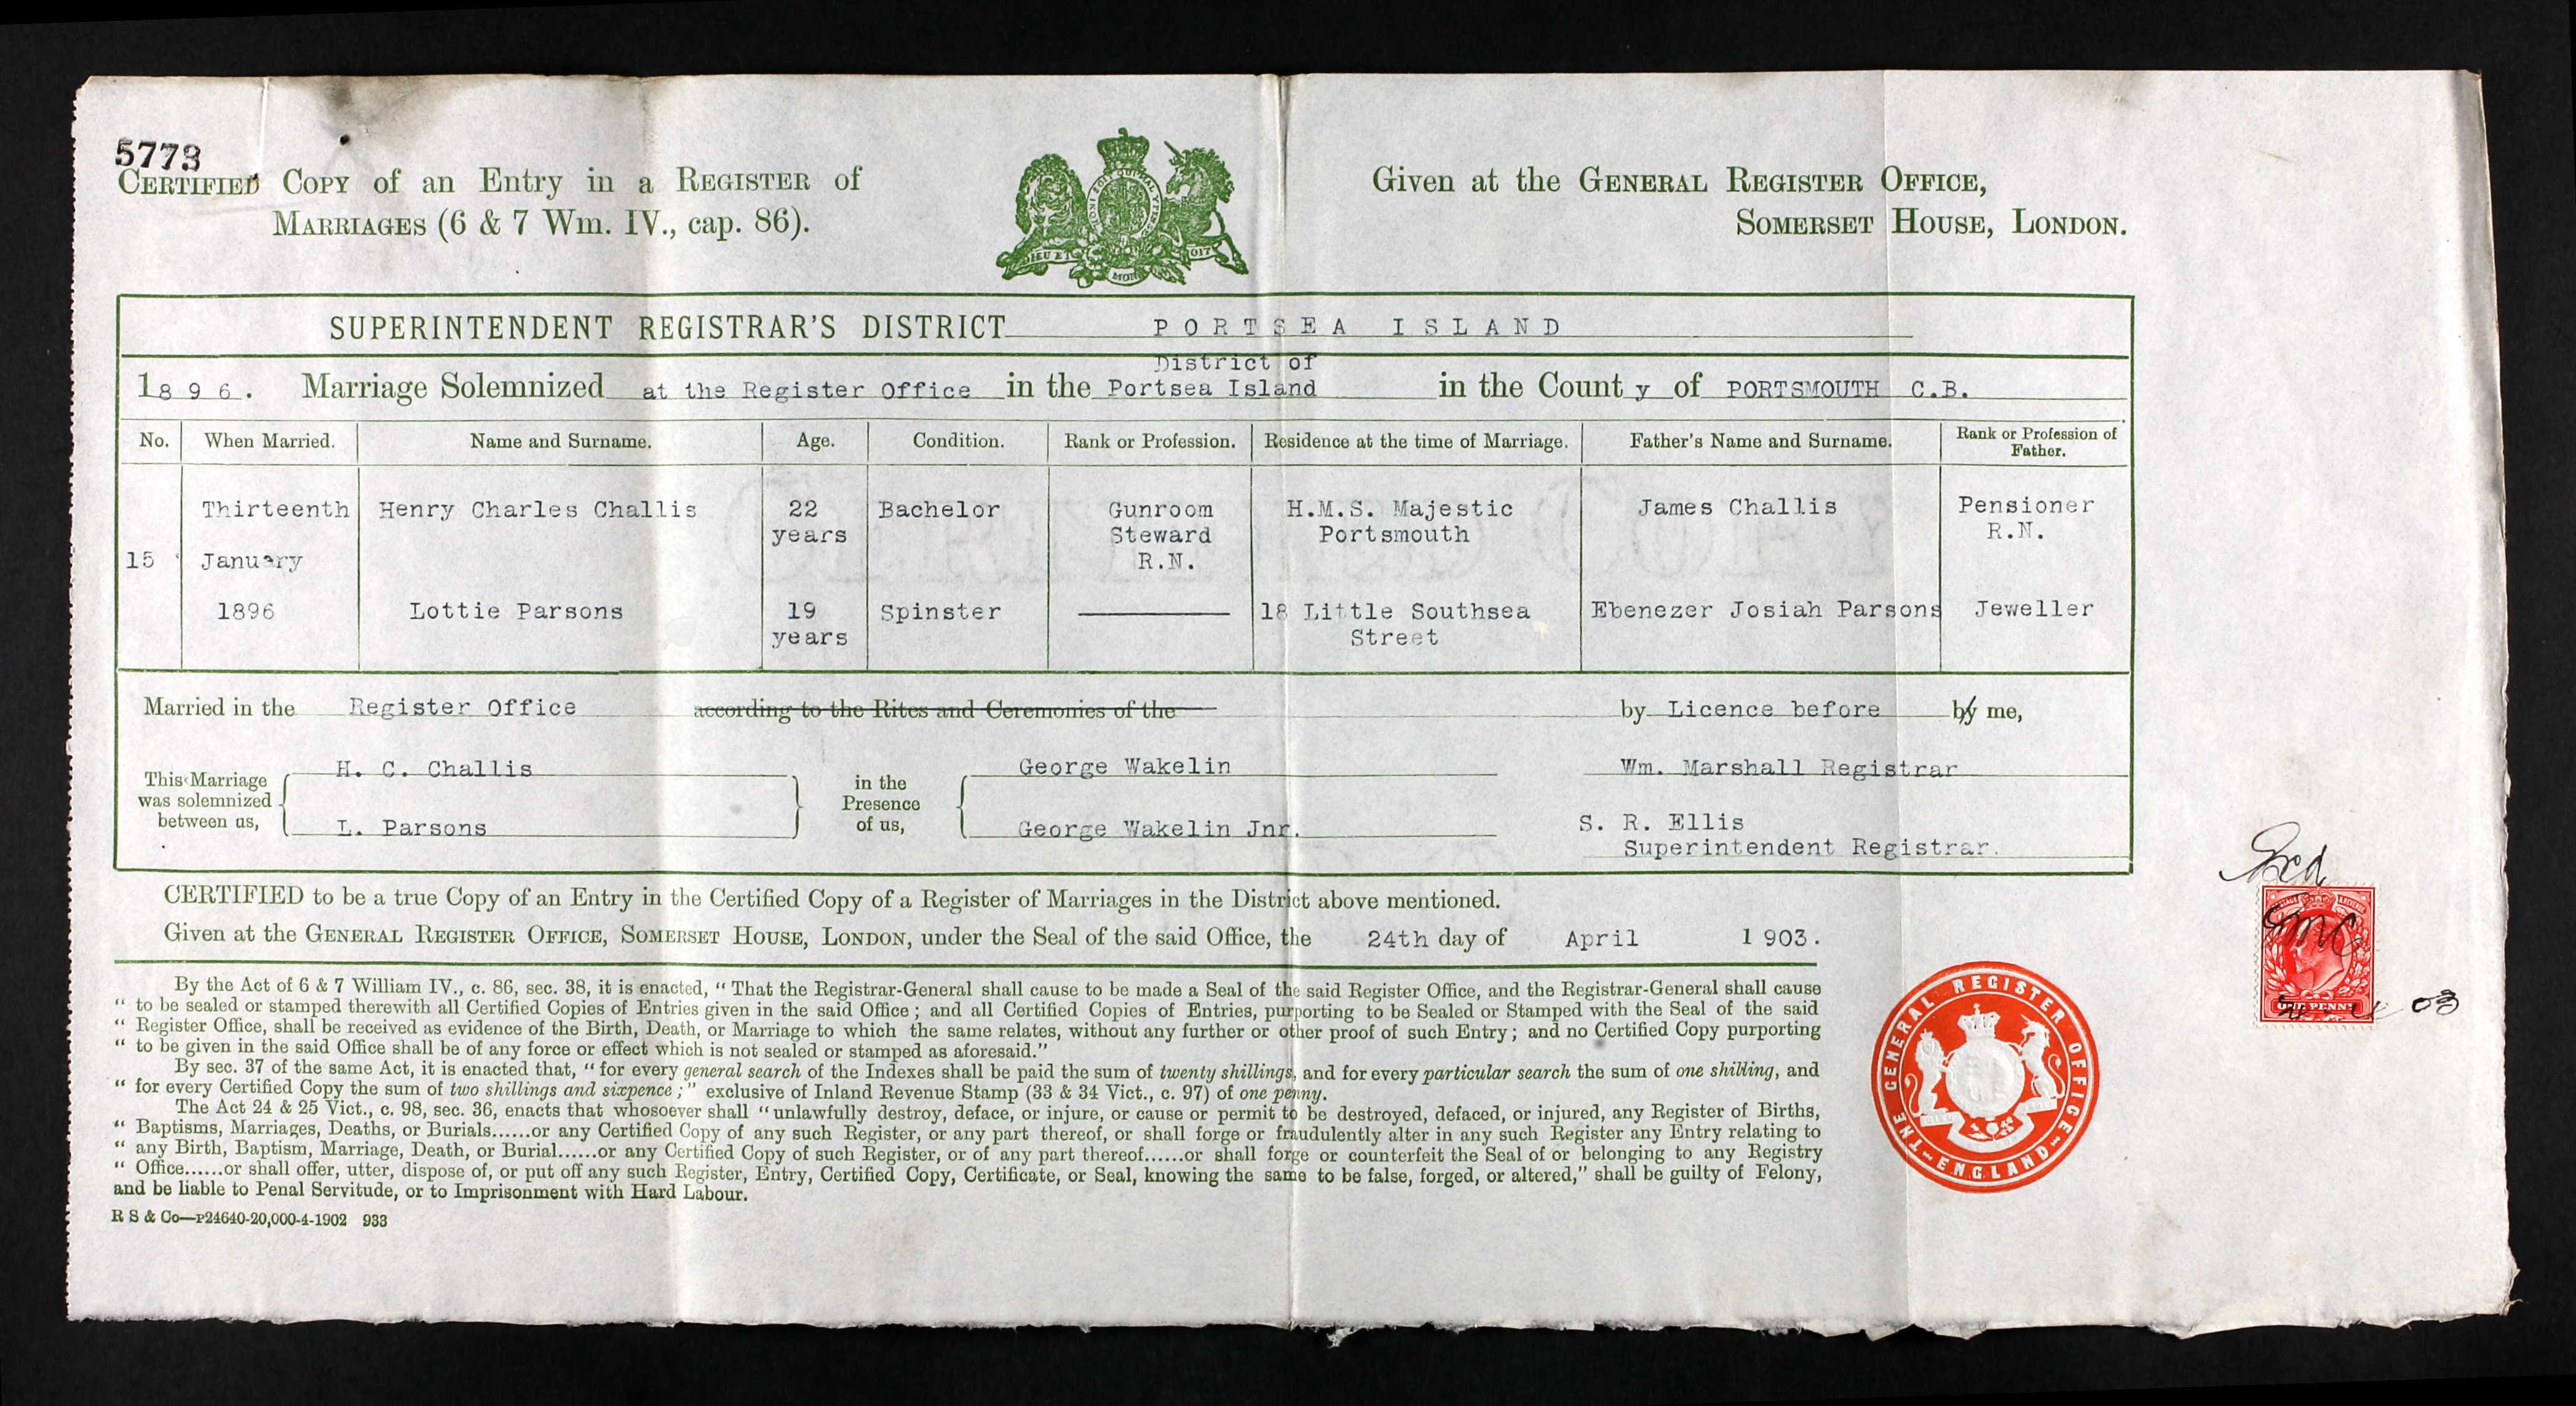 5773
CERTIFIED COPY of an Entry in a REGISTER of
MARRIAGES (6 & 7 Wm. IV., cap. 86).
Given at the GENERAL REGISTER OFFICE,
SOMERSET HOUSE, LONDON.
SUPERINTENDENT REGISTRAR'S DISTRICT PORTSEA ISLAND
District of
1896. Marriage Solemnized at the Register Office in the Portsea Island in the County of PORTSMOUTH C.B.
No. When Married. Name and Surname. Age. Condition. Rank or Profession. Residence at the time of Marriage. Father's Name and Surname. Rank or Profession of Father.
Thirteenth Henry Charles Challis 22 Bachelor Gunroom H.M.S. Majestic James Challis Pensioner
years Steward Portsmouth R.N.
15 January R.N.
1896 Lottie Parsons 19 Spinster 18 Little Southsea Ebenezer Josiah Parsons Jeweller
years Street
Married in the Register Office according to the Rites and Ceremonies of the by Licence before by me,
This Marriage was solemnized between us,
H. C. Challis
L. Parsons
in the Presence of us,
George Wakelin
George Wakelin Jnr.
Wm. Marshall Registrar
S. R. Ellis
Superintendent Registrar.
CERTIFIED to be a true Copy of an Entry in the Certified Copy of a Register of Marriages in the District above mentioned.
Given at the GENERAL REGISTER OFFICE, SOMERSET HOUSE, LONDON, under the Seal of the said Office, the 24th day of April 1903.
By the Act of 6 & 7 William IV., c. 86, sec. 38, it is enacted, "That the Registrar-General shall cause to be made a Seal of the said Register Office, and the Registrar-General shall cause
" to be sealed or stamped therewith all Certified Copies of Entries given in the said Office; and all Certified Copies of Entries, purporting to be Sealed or Stamped with the Seal of the said
" Register Office, shall be received as evidence of the Birth, Death, or Marriage to which the same relates, without any further or other proof of such Entry; and no Certified Copy purporting
" to be given in the said Office shall be of any force or effect which is not sealed or stamped as aforesaid."
By sec. 37 of the same Act, it is enacted that, "for every general search of the Indexes shall be paid the sum of twenty shillings, and for every particular search the sum of one shilling, and
" for every Certified Copy the sum of two shillings and sixpence;" exclusive of Inland Revenue Stamp (33 & 34 Vict., c. 97) of one penny.
The Act 24 & 25 Vict., c. 98, sec. 36, enacts that whosoever shall "unlawfully destroy, deface, or injure, or cause or permit to be destroyed, defaced, or injured, any Register of Births,
" Baptisms, Marriages, Deaths, or Burials......or any Certified Copy of any such Register, or any part thereof, or shall forge or fraudulently alter in any such Register any Entry relating to
" any Birth, Baptism, Marriage, Death, or Burial......or any Certified Copy of such Register, or of any part thereof......or shall forge or counterfeit the Seal of or belonging to any Registry
" Office......or shall offer, utter, dispose of, or put off any such Register, Entry, Certified Copy, Certificate, or Seal, knowing the same to be false, forged, or altered," shall be guilty of Felony,
and be liable to Penal Servitude, or to Imprisonment with Hard Labour.
R S & Co—P24640-20,000-4-1902 933
THE GENERAL REGISTER OFFICE ENGLAND
ONE PENNY
03